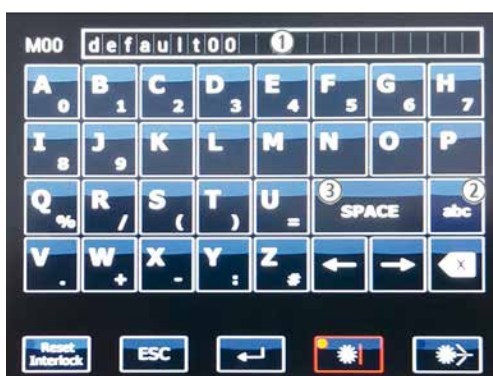 M00 default00 1
A 0 B 1 C 2 D 3 E 4 F 5 G 6 H 7
I 8 J 9 K L M N O P
Q % R / S ( T ) U = 3 SPACE 2 abc
V . W + X - Y : Z # ← → X
Reset Interlock ESC